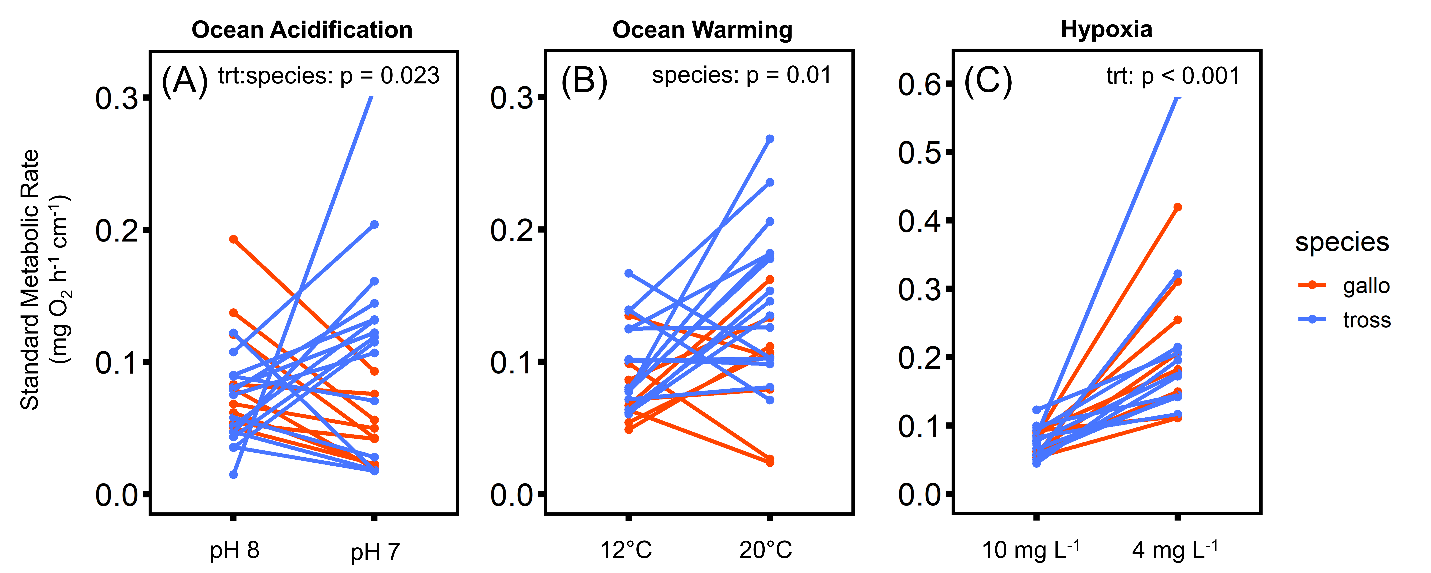 Ocean Acidification
Ocean Warming
Hypoxia
(A) trt:species: p = 0.023
(B) species: p = 0.01
(C) trt: p < 0.001
Standard Metabolic Rate
(mg O₂ h⁻¹ cm⁻¹)
0.3
0.2
0.1
0.0
pH 8
pH 7
0.3
0.2
0.1
0.0
12°C
20°C
0.6
0.5
0.4
0.3
0.2
0.1
0.0
10 mg L⁻¹
4 mg L⁻¹
species
gallo
tross